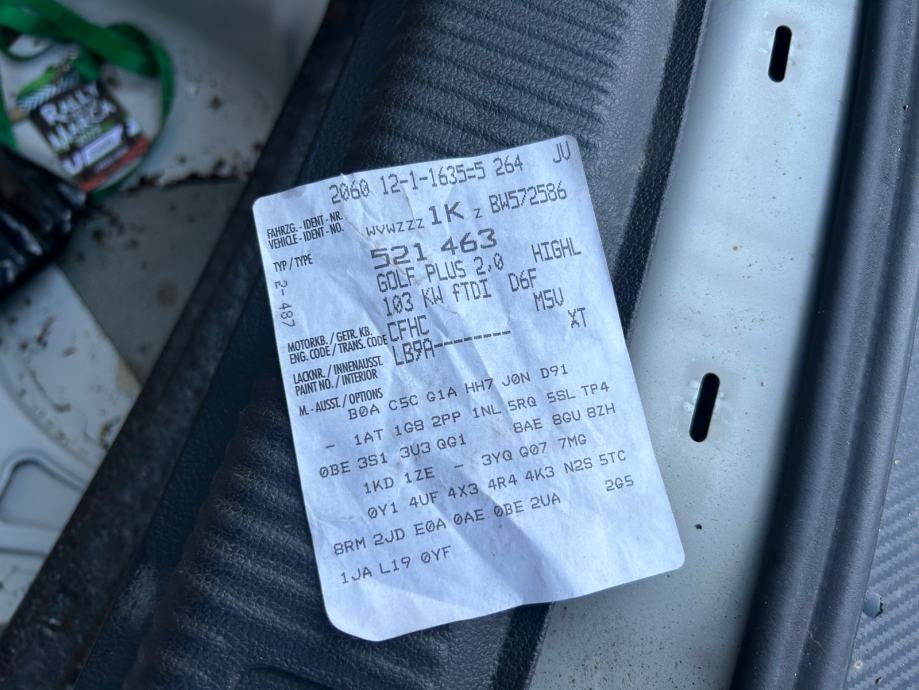 RALLY
MARCH
2060 12-1-1635=5 264 JV
FAHRZG.-IDENT-NR.
VEHICLE-IDENT-NO. WVWZZZ 1K Z BW572586
TYP / TYPE 521 463
GOLF PLUS 2,0 HIGHL
103 KW fTDI D6F
2- 487
MOTORKB. / GETR. KB.
ENG. CODE / TRANS. CODE CFHC M5V
LACKNR. / INNENAUSST.
PAINT NO. / INTERIOR LB9A--------- XT
M.- AUSST. / OPTIONS
B0A C5C G1A HH7 J0N D91
- 1AT 1G8 2PP 1NL 5RQ 5SL TP4
0BE 3S1 3U3 QG1 8AE 8GU 8ZH
1KD 1ZE - 3YQ G07 7MG
0Y1 4UF 4X3 4R4 4K3 N2S 5TC
8RM 2JD E0A 0AE 0BE 2UA 2G5
1JA L19 0YF